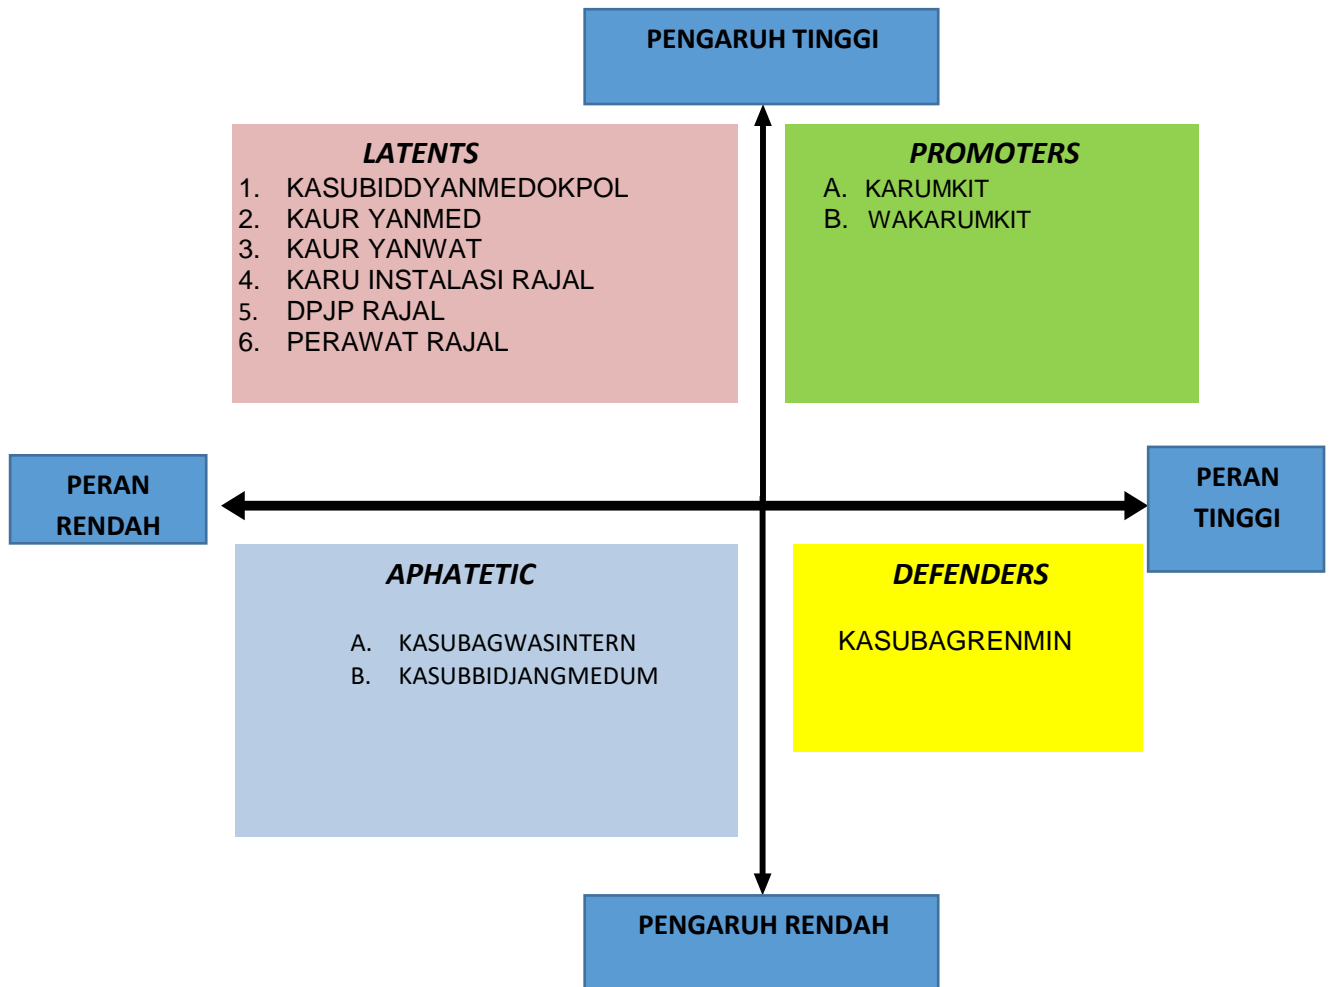 PENGARUH TINGGI
LATENTS
1. KASUBIDDYANMEDOKPOL
2. KAUR YANMED
3. KAUR YANWAT
4. KARU INSTALASI RAJAL
5. DPJP RAJAL
6. PERAWAT RAJAL
PROMOTERS
A. KARUMKIT
B. WAKARUMKIT
PERAN
RENDAH
PERAN
TINGGI
APHATETIC
A. KASUBAGWASINTERN
B. KASUBBIDJANGMEDUM
DEFENDERS
KASUBAGRENMIN
PENGARUH RENDAH